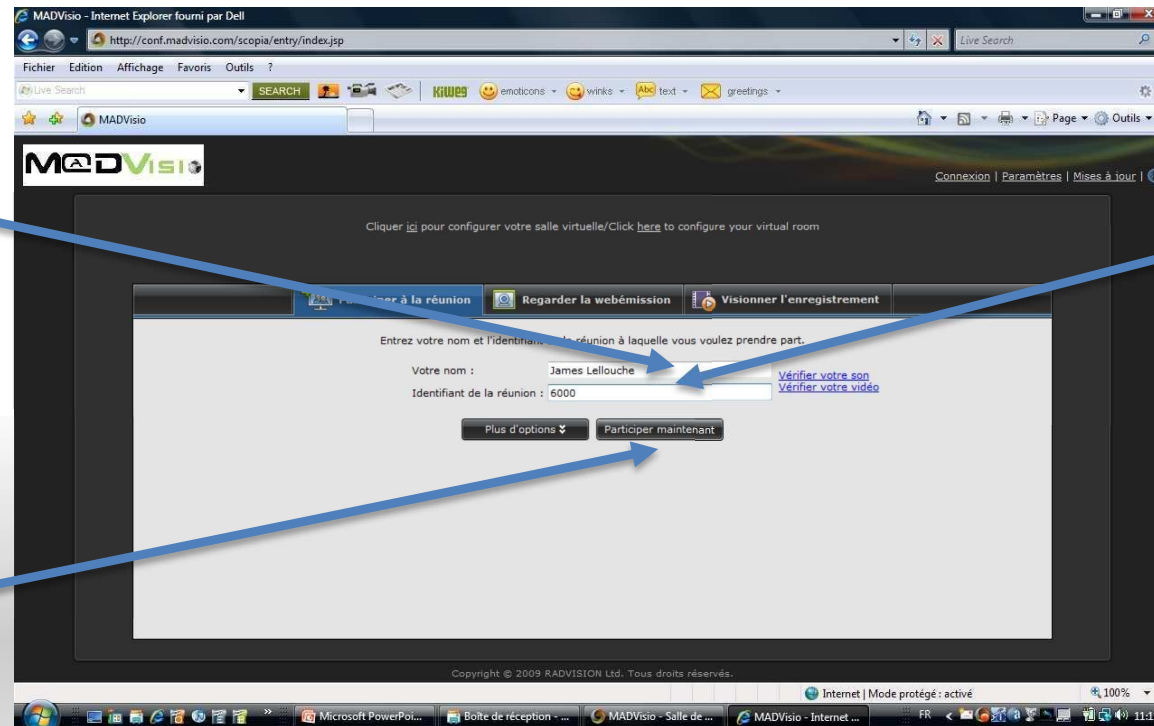 MADVisio - Internet Explorer fourni par Dell
http://conf.madvisio.com/scopia/entry/index.jsp
Live Search
Fichier Edition Affichage Favoris Outils ?
Live Search SEARCH KIWEE emoticons winks Abc text greetings
MADVisio
Page Outils
M@DVisio
Connexion | Paramètres | Mises à jour |
Cliquer ici pour configurer votre salle virtuelle/Click here to configure your virtual room
à la réunion Regarder la webémission Visionner l'enregistrement
Entrez votre nom et l'identifiant réunion à laquelle vous voulez prendre part.
Votre nom : James Lellouche
Vérifier votre son
Identifiant de la réunion : 6000
Vérifier votre vidéo
Plus d'options Participer maintenant
Copyright © 2009 RADVISION Ltd. Tous droits réservés.
Internet | Mode protégé : activé 100%
Microsoft PowerPoi... Boîte de réception - ... MADVisio - Salle de ... MADVisio - Internet ... FR 11:1